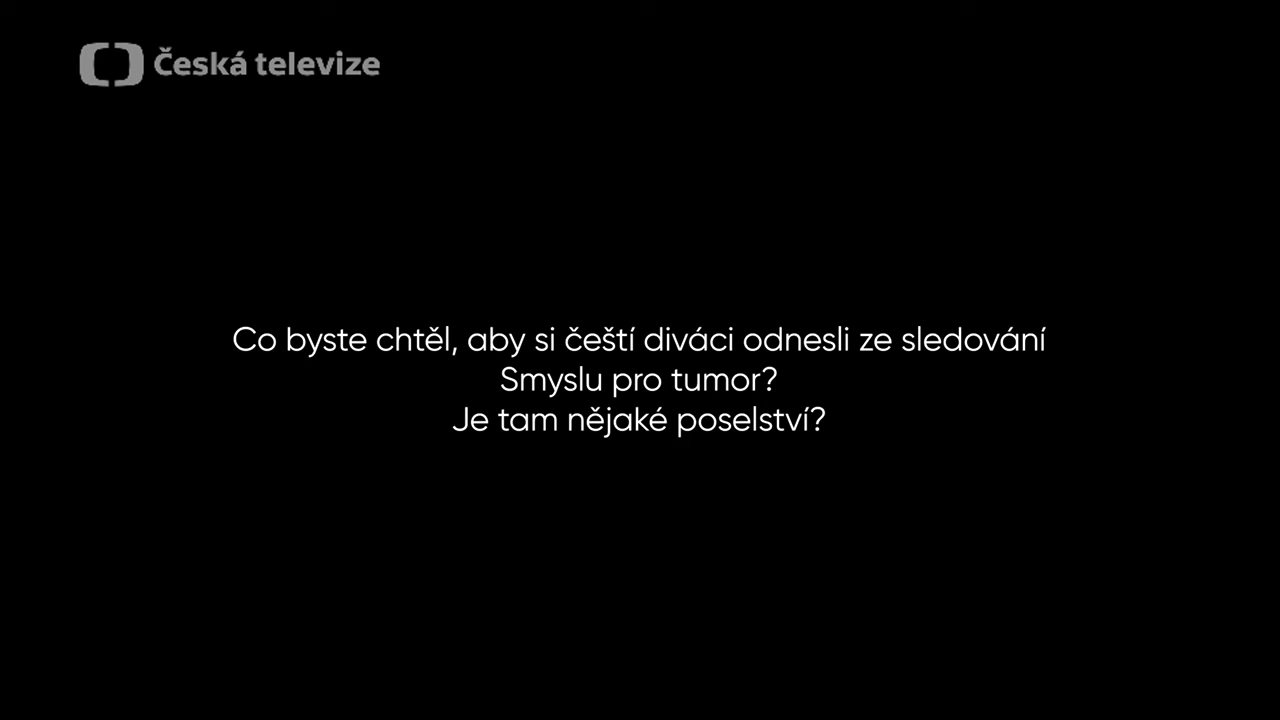 Česká televize
Co byste chtěl, aby si čeští diváci odnesli ze sledování
Smyslu pro tumor?
Je tam nějaké poselství?